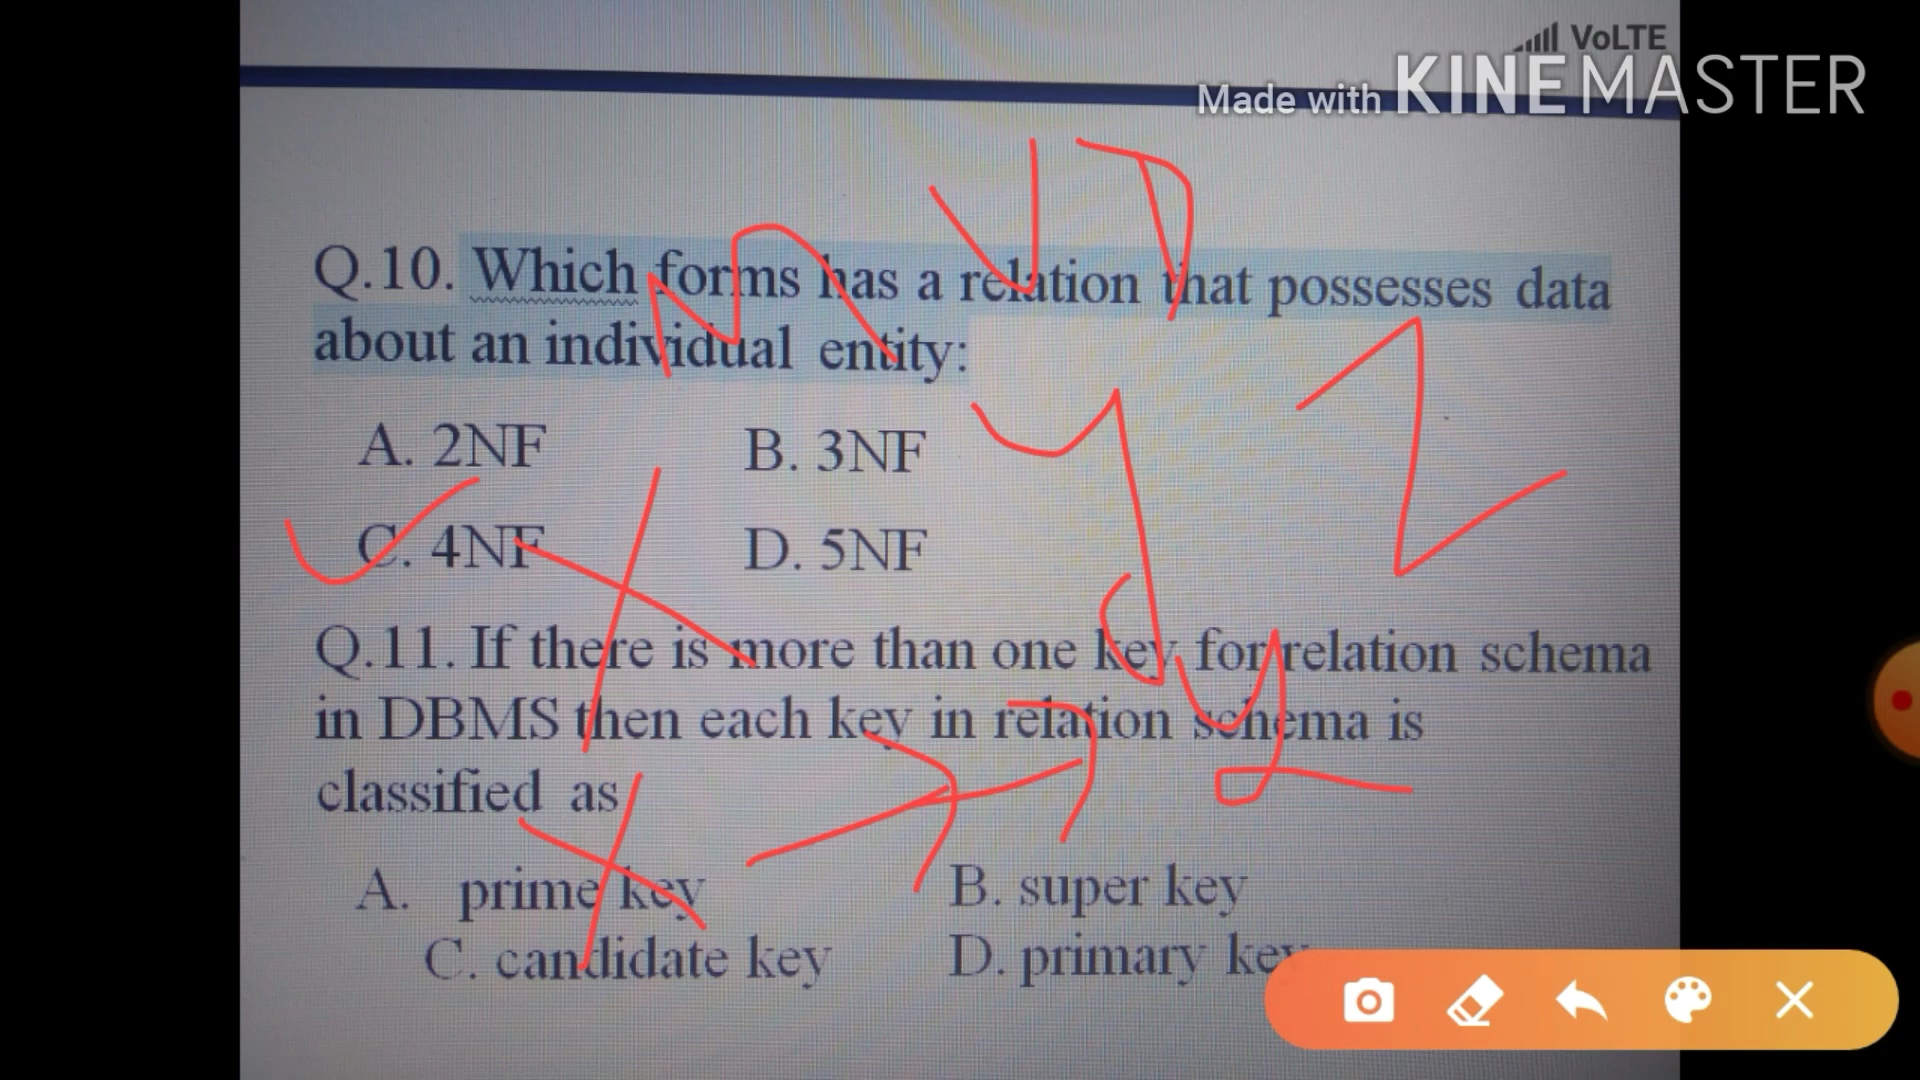 VoLTE
Made with KINEMASTER
MVD
Q.10. Which forms has a relation that possesses data
about an individual entity:
A. 2NF B. 3NF
C. 4NF D. 5NF
Q.11. If there is more than one key for relation schema
in DBMS then each key in relation schema is
classified as
A. prime key B. super key
C. candidate key D. primary key